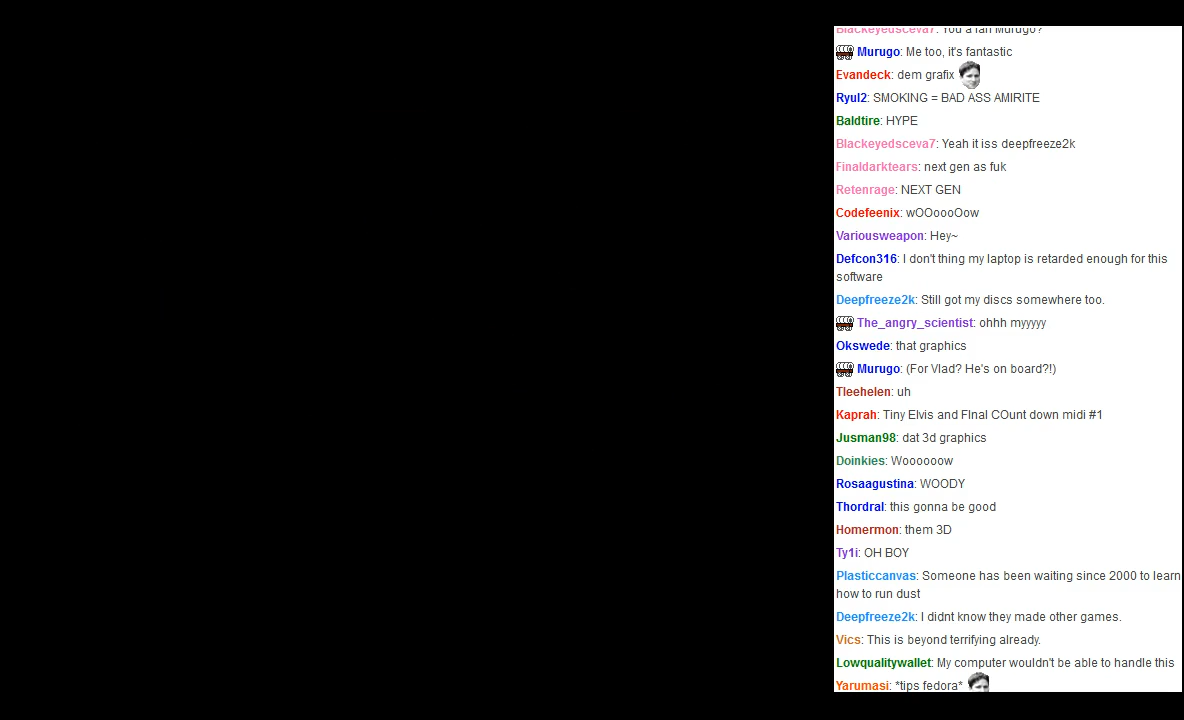 Blackeyedsceva7: You a fan Murugo?
Murugo: Me too, it's fantastic
Evandeck: dem grafix
Ryul2: SMOKING = BAD ASS AMIRITE
Baldtire: HYPE
Blackeyedsceva7: Yeah it iss deepfreeze2k
Finaldarktears: next gen as fuk
Retenrage: NEXT GEN
Codefeenix: wOOoooOow
Variousweapon: Hey~
Defcon316: I don't thing my laptop is retarded enough for this
software
Deepfreeze2k: Still got my discs somewhere too.
The_angry_scientist: ohhh myyyyy
Okswede: that graphics
Murugo: (For Vlad? He's on board?!)
Tleehelen: uh
Kaprah: Tiny Elvis and FInal COunt down midi #1
Jusman98: dat 3d graphics
Doinkies: Woooooow
Rosaagustina: WOODY
Thordral: this gonna be good
Homermon: them 3D
Ty1i: OH BOY
Plasticcanvas: Someone has been waiting since 2000 to learn
how to run dust
Deepfreeze2k: I didnt know they made other games.
Vics: This is beyond terrifying already.
Lowqualitywallet: My computer wouldn't be able to handle this
Yarumasi: *tips fedora*